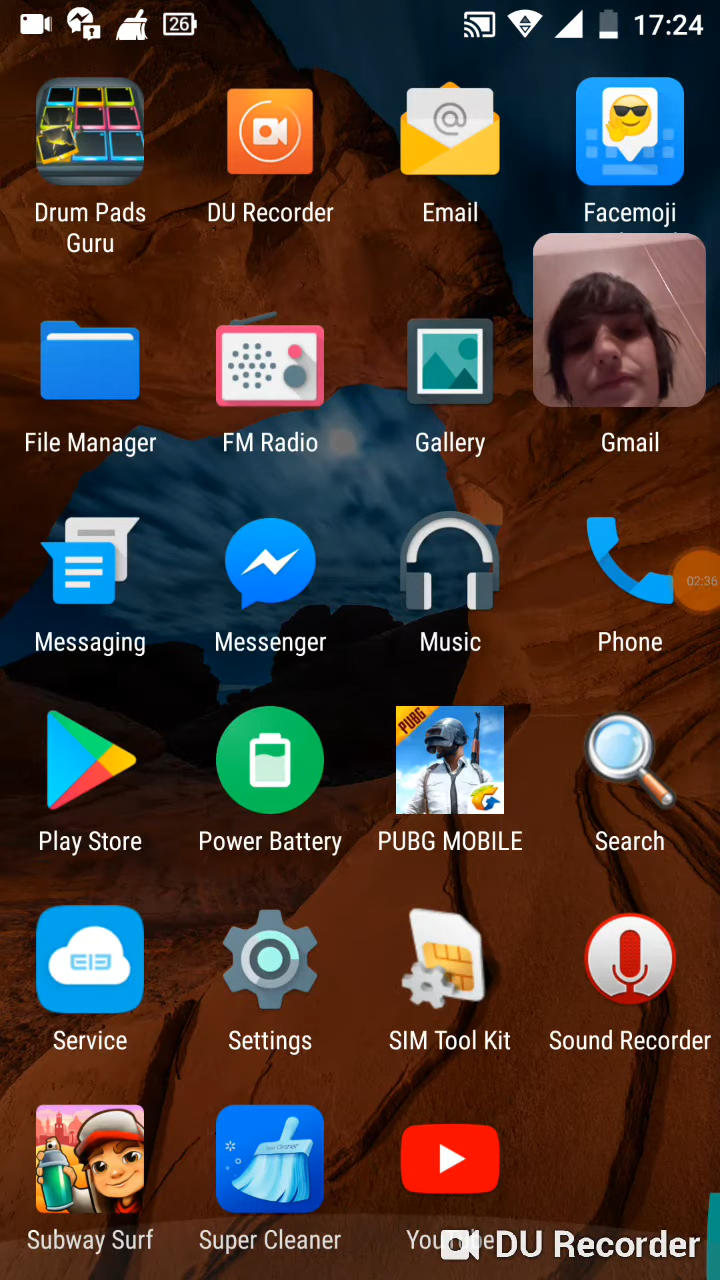 26
17:24
Drum Pads
Guru
DU Recorder
Email
Facemoji
File Manager
FM Radio
Gallery
Gmail
Messaging
Messenger
Music
Phone
02:36
Play Store
Power Battery
PUBG
PUBG MOBILE
Search
Service
Settings
SIM Tool Kit
Sound Recorder
Subway Surf
Super Cleaner
YouTube
DU Recorder